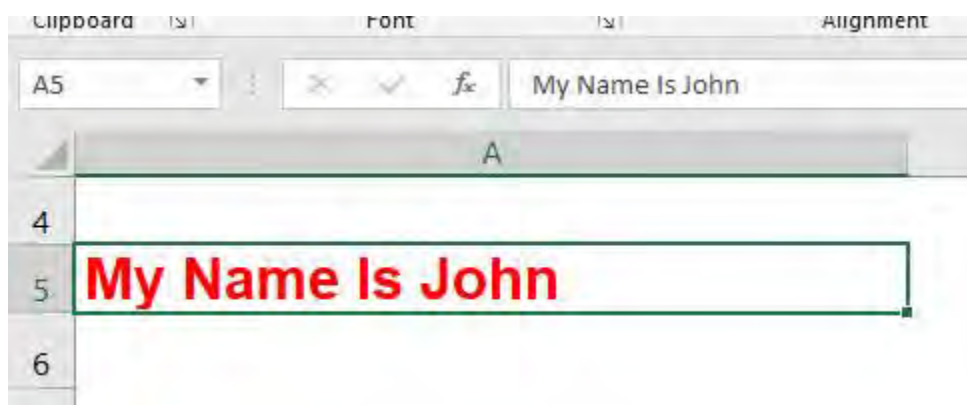 Clipboard Font Alignment
A5 fx My Name Is John
A
4
5 My Name Is John
6